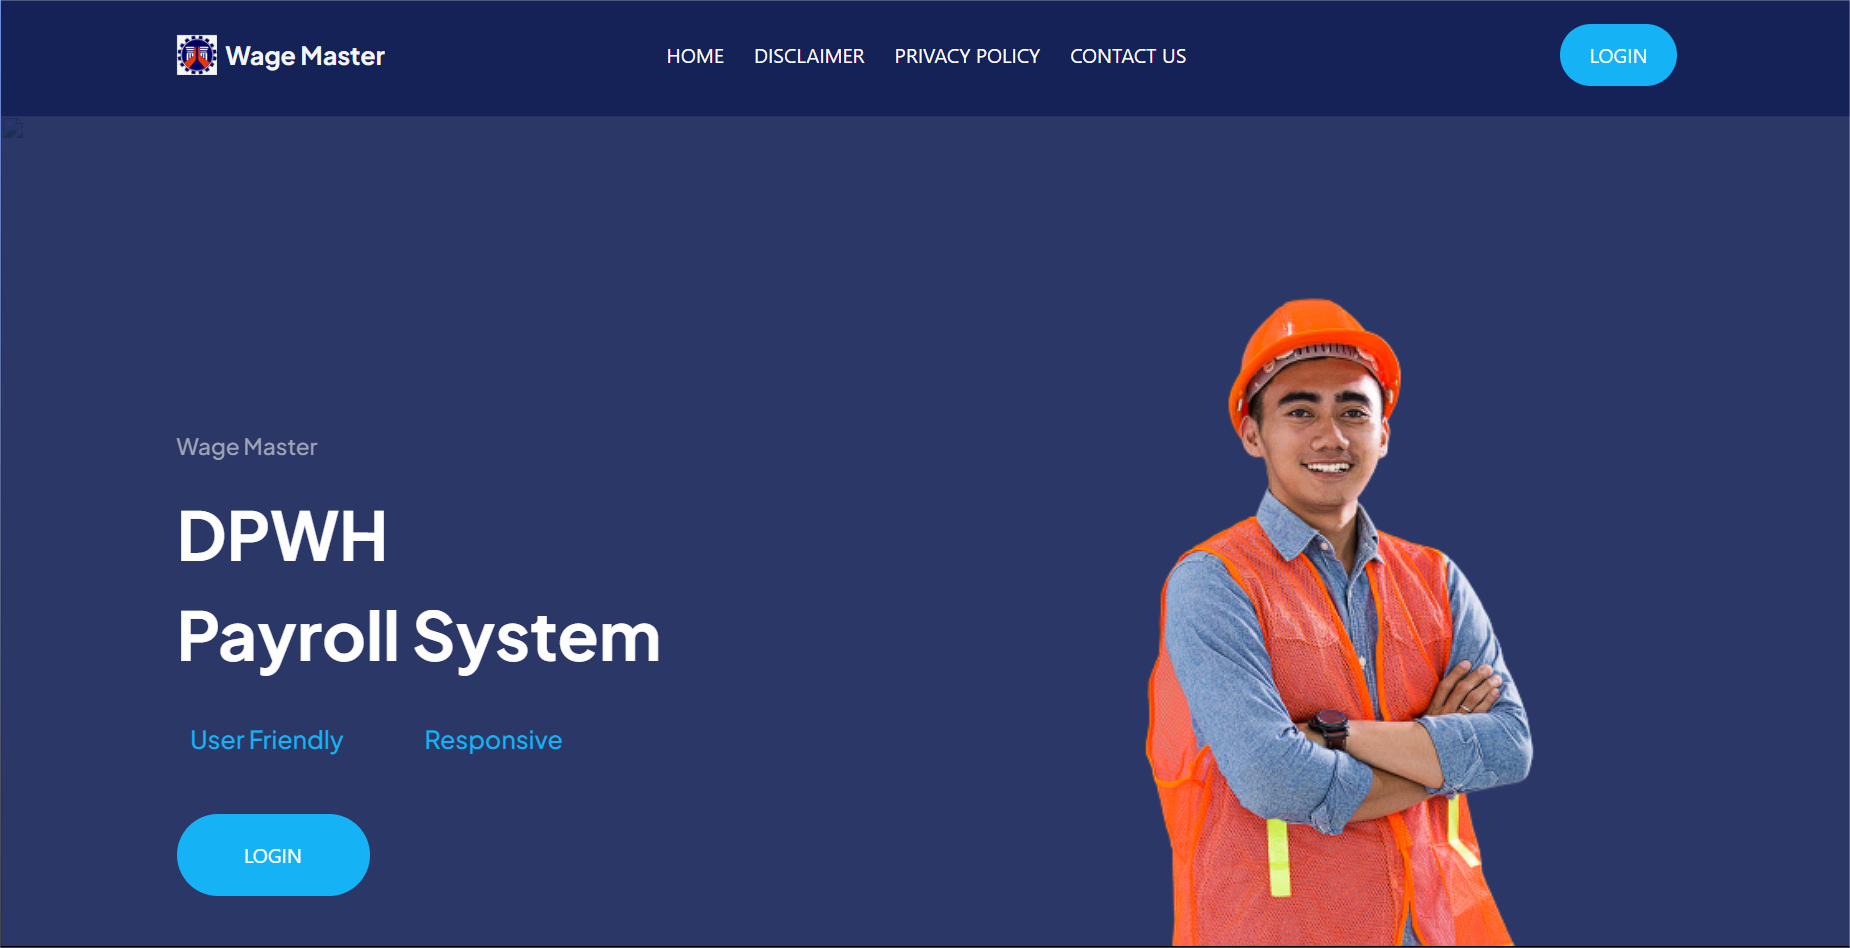 Wage Master
HOME DISCLAIMER PRIVACY POLICY CONTACT US
LOGIN
Wage Master
DPWH
Payroll System
User Friendly Responsive
LOGIN